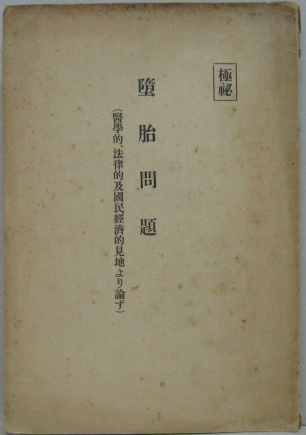 極祕
墮胎問題
（醫學的、法律的及國民經濟的見地より論ず）